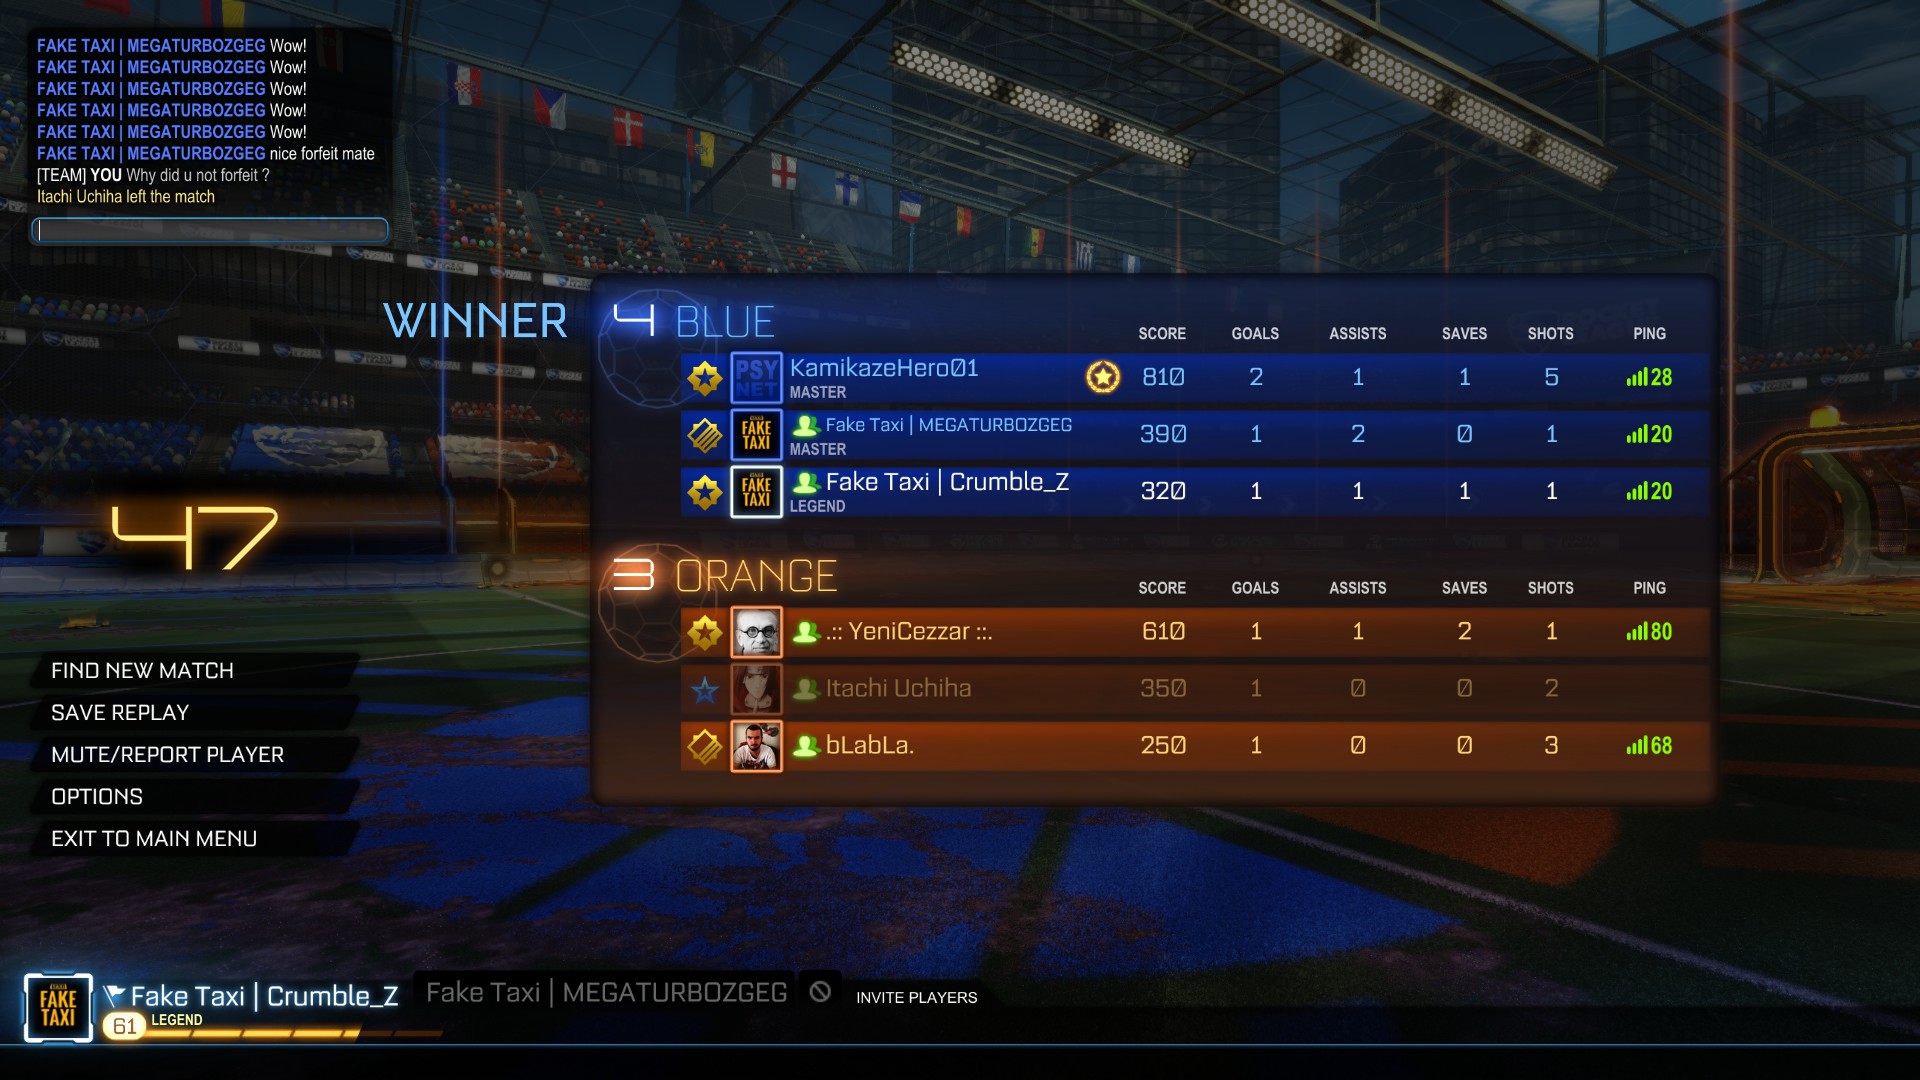 FAKE TAXI | MEGATURBOZGEG Wow!
FAKE TAXI | MEGATURBOZGEG Wow!
FAKE TAXI | MEGATURBOZGEG Wow!
FAKE TAXI | MEGATURBOZGEG Wow!
FAKE TAXI | MEGATURBOZGEG Wow!
FAKE TAXI | MEGATURBOZGEG nice forfeit mate
[TEAM] YOU Why did u not forfeit ?
Itachi Uchiha left the match
WINNER
4 BLUE
SCORE GOALS ASSISTS SAVES SHOTS PING
PSY NET KamikazeHero01 810 2 1 1 5 28
MASTER
FAKE TAXI Fake Taxi | MEGATURBOZGEG 390 1 2 0 1 20
MASTER
FAKE TAXI Fake Taxi | Crumble_Z 320 1 1 1 1 20
LEGEND
47
3 ORANGE
SCORE GOALS ASSISTS SAVES SHOTS PING
.:: YeniCezzar ::. 610 1 1 2 1 80
Itachi Uchiha 350 1 0 0 2
bLabLa. 250 1 0 0 3 68
FIND NEW MATCH
SAVE REPLAY
MUTE/REPORT PLAYER
OPTIONS
EXIT TO MAIN MENU
FAKE TAXI Fake Taxi | Crumble_Z Fake Taxi | MEGATURBOZGEG INVITE PLAYERS
61 LEGEND